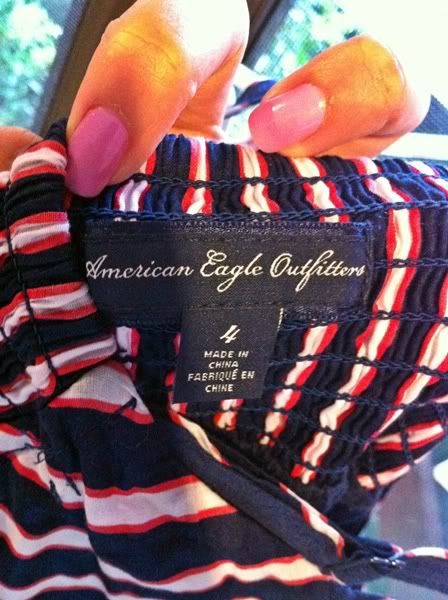 American Eagle Outfitters
4
MADE IN
CHINA
FABRIQUÉ EN
CHINE